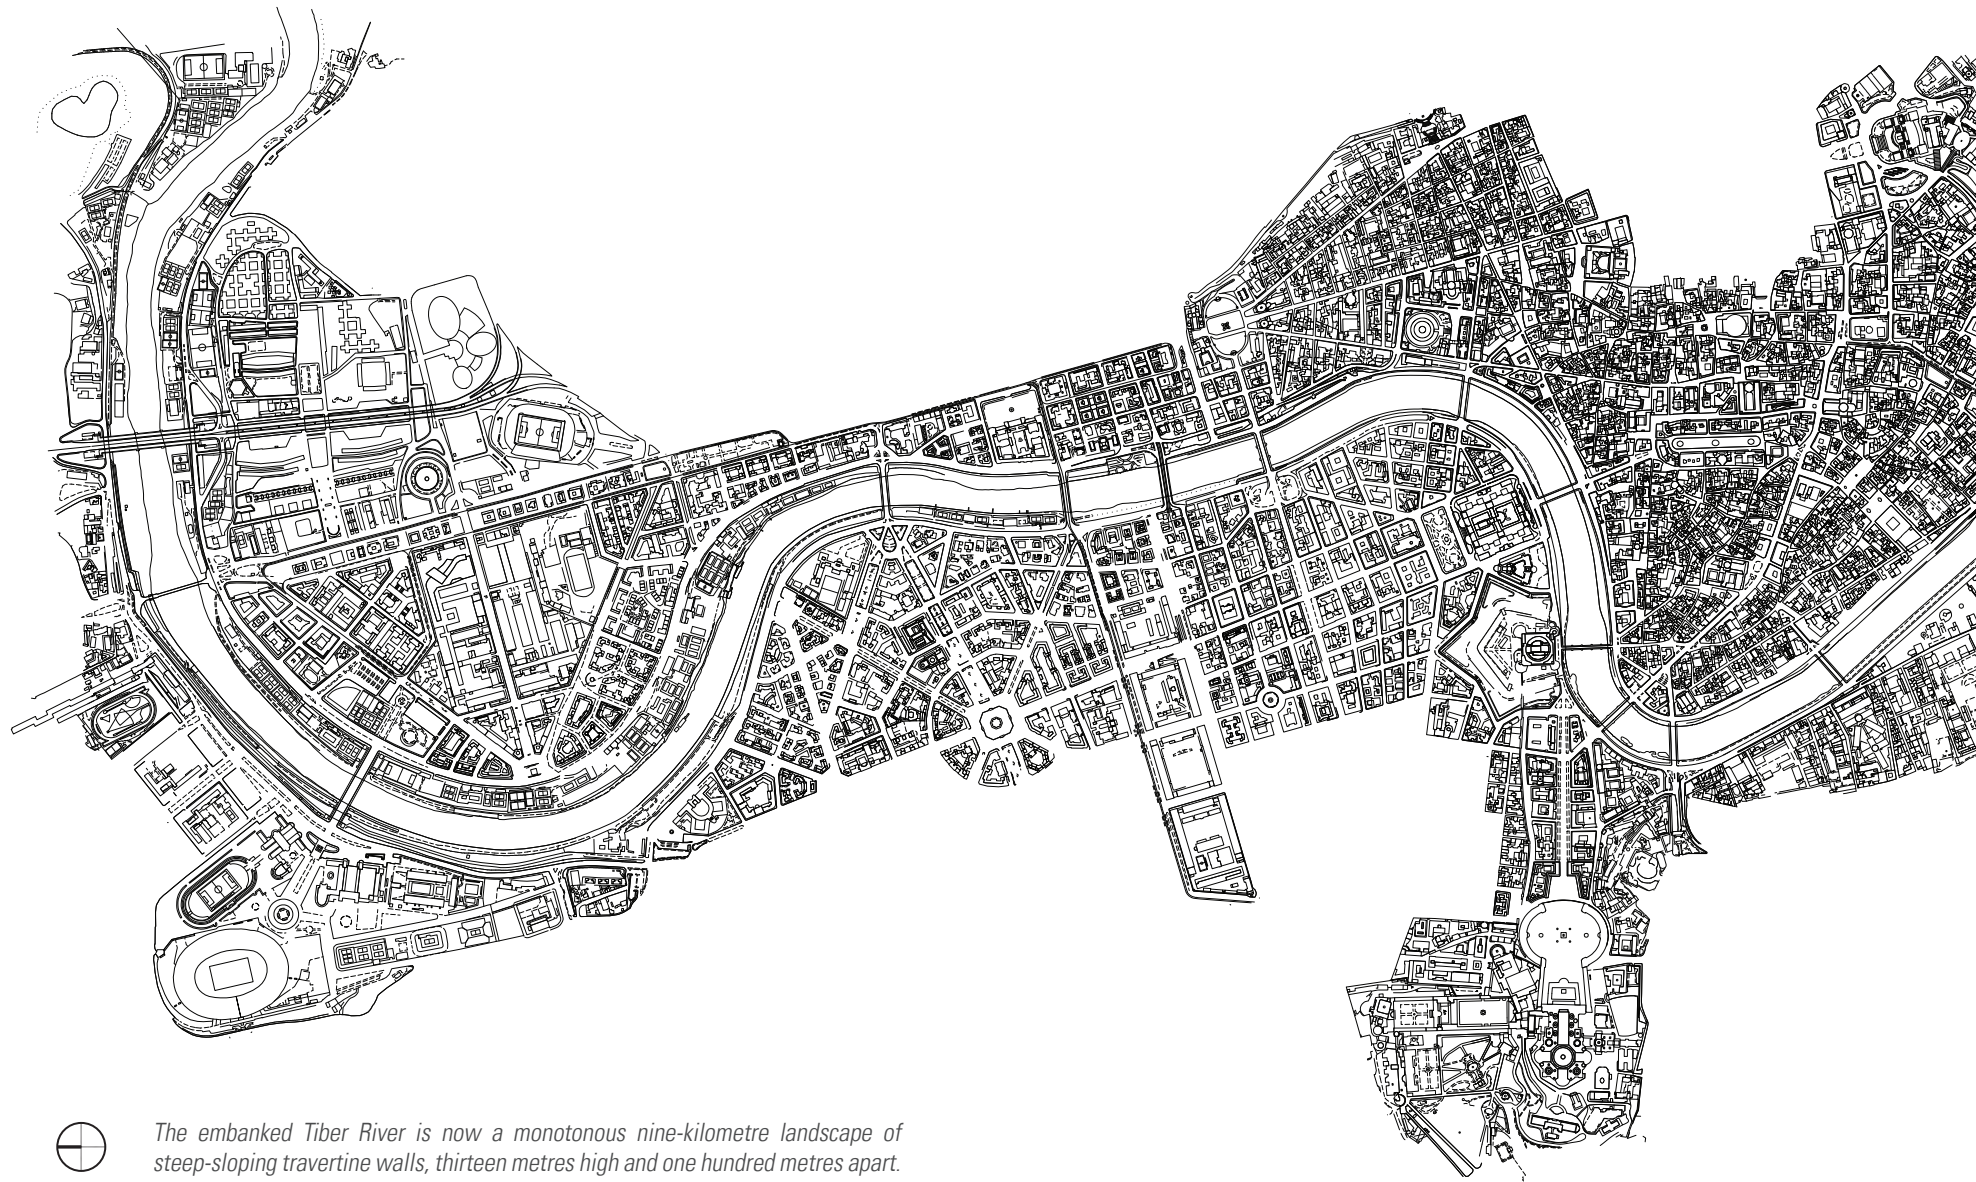 The embanked Tiber River is now a monotonous nine-kilometre landscape of
steep-sloping travertine walls, thirteen metres high and one hundred metres apart.